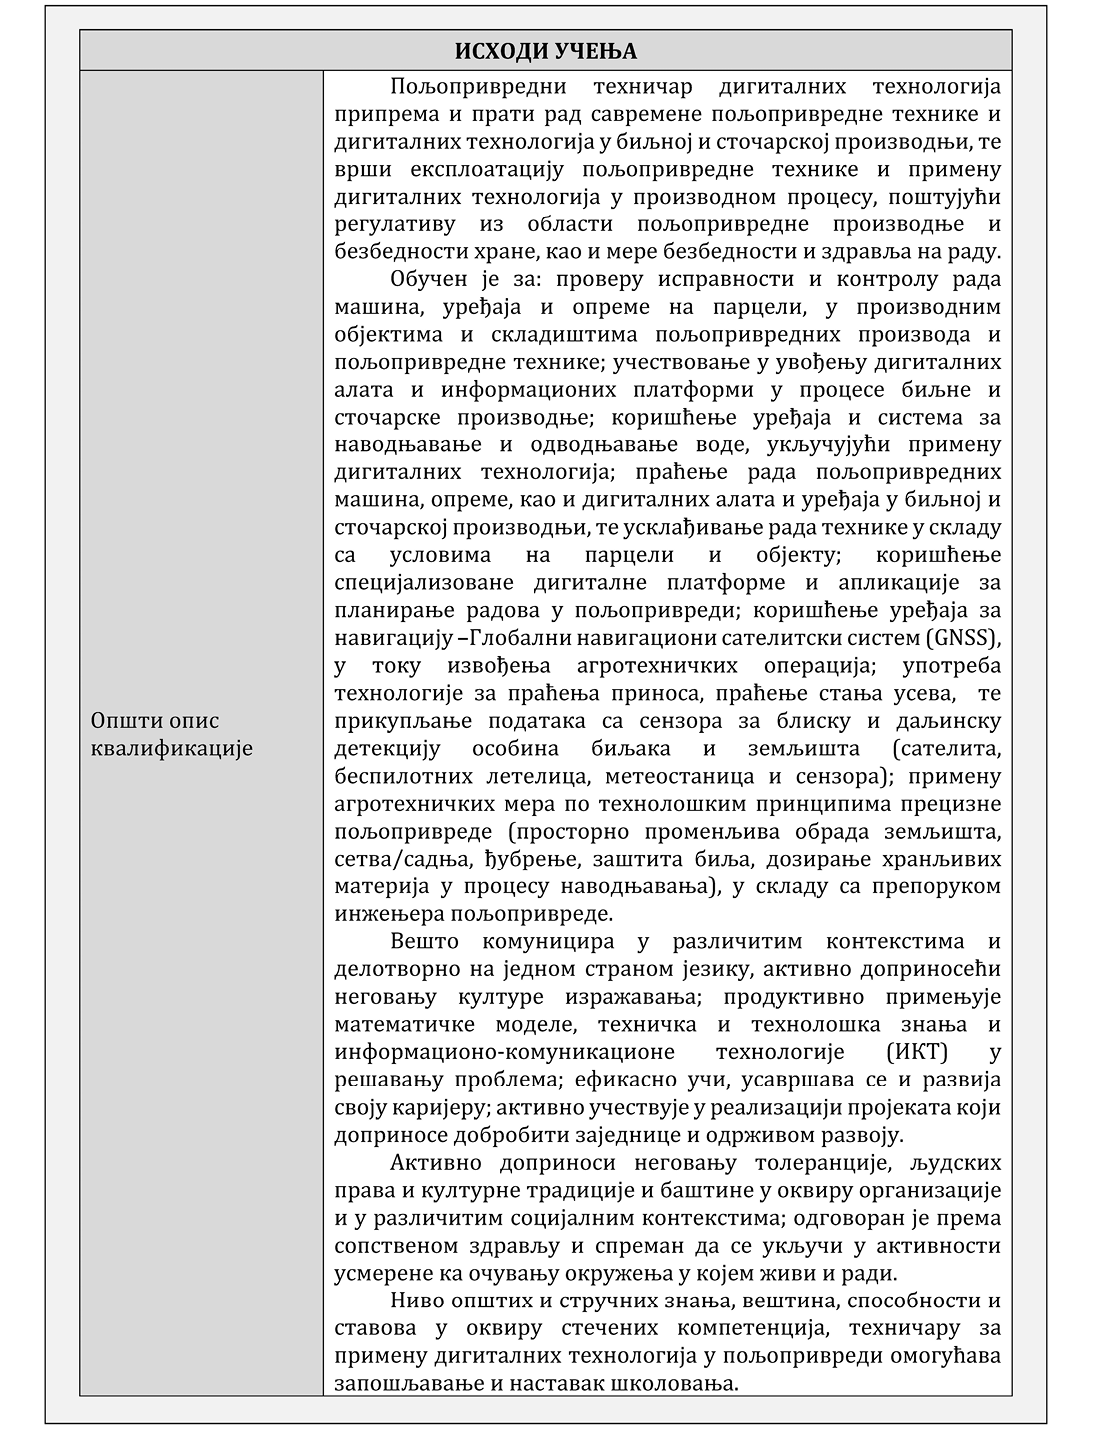 ИСХОДИ УЧЕЊА
Општи опис
квалификације
Пољопривредни техничар дигиталних технологија
припрема и прати рад савремене пољопривредне технике и
дигиталних технологија у биљној и сточарској производњи, те
врши експлоатацију пољопривредне технике и примену
дигиталних технологија у производном процесу, поштујући
регулативу из области пољопривредне производње и
безбедности хране, као и мере безбедности и здравља на раду.
Обучен је за: проверу исправности и контролу рада
машина, уређаја и опреме на парцели, у производним
објектима и складиштима пољопривредних производа и
пољопривредне технике; учествовање у увођењу дигиталних
алата и информационих платформи у процесе биљне и
сточарске производње; коришћење уређаја и система за
наводњавање и одводњавање воде, укључујући примену
дигиталних технологија; праћење рада пољопривредних
машина, опреме, као и дигиталних алата и уређаја у биљној и
сточарској производњи, те усклађивање рада технике у складу
са условима на парцели и објекту; коришћење
специјализоване дигиталне платформе и апликације за
планирање радова у пољопривреди; коришћење уређаја за
навигацију –Глобални навигациони сателитски систем (GNSS),
у току извођења агротехничких операција; употреба
технологије за праћења приноса, праћење стања усева, те
прикупљање података са сензора за блиску и даљинску
детекцију особина биљака и земљишта (сателита,
беспилотних летелица, метеостаница и сензора); примену
агротехничких мера по технолошким принципима прецизне
пољопривреде (просторно променљива обрада земљишта,
сетва/садња, ђубрење, заштита биља, дозирање хранљивих
материја у процесу наводњавања), у складу са препоруком
инжењера пољопривреде.
Вешто комуницира у различитим контекстима и
делотворно на једном страном језику, активно доприносећи
неговању културе изражавања; продуктивно примењује
математичке моделе, техничка и технолошка знања и
информационо-комуникационе технологије (ИКТ) у
решавању проблема; ефикасно учи, усавршава се и развија
своју каријеру; активно учествује у реализацији пројеката који
доприносе добробити заједнице и одрживом развоју.
Активно доприноси неговању толеранције, људских
права и културне традиције и баштине у оквиру организације
и у различитим социјалним контекстима; одговоран је према
сопственом здрављу и спреман да се укључи у активности
усмерене ка очувању окружења у којем живи и ради.
Ниво општих и стручних знања, вештина, способности и
ставова у оквиру стечених компетенција, техничару за
примену дигиталних технологија у пољопривреди омогућава
запошљавање и наставак школовања.